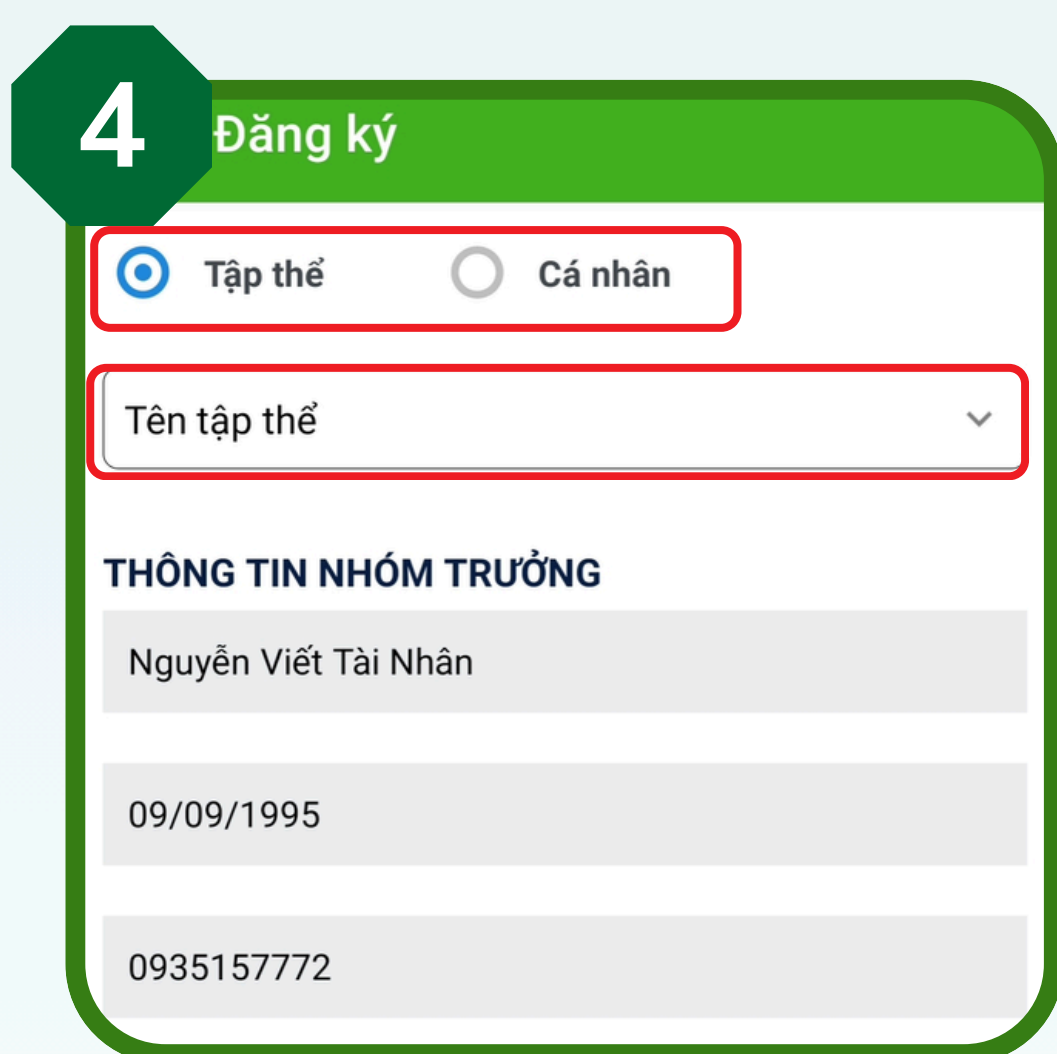 4
Đăng ký
Tập thể Cá nhân
Tên tập thể
THÔNG TIN NHÓM TRƯỞNG
Nguyễn Viết Tài Nhân
09/09/1995
0935157772